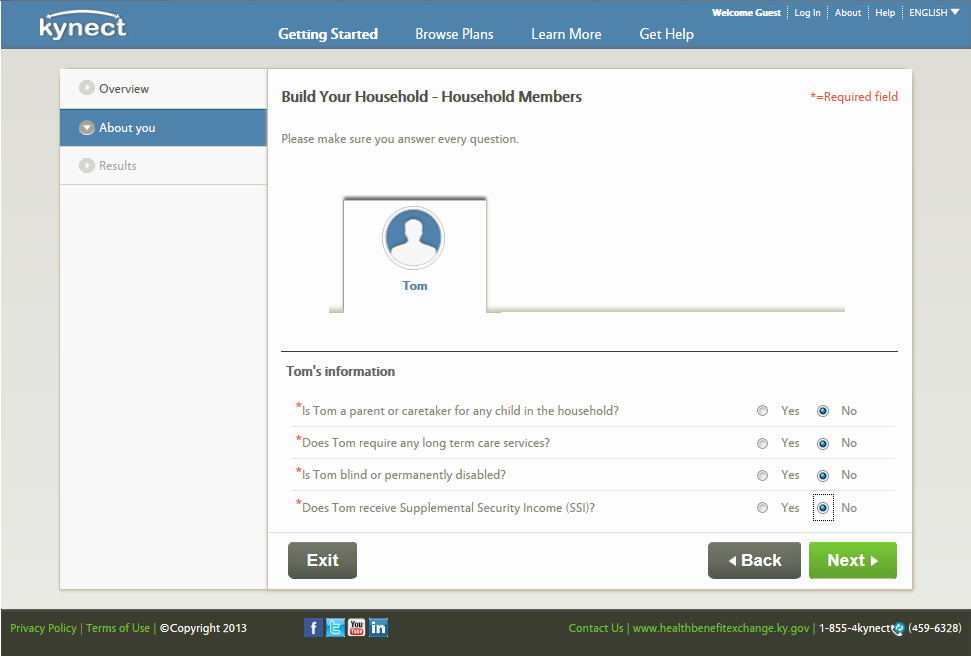 kynect
Welcome Guest Log In About Help ENGLISH
Getting Started Browse Plans Learn More Get Help
Overview
About you
Results
Build Your Household - Household Members
*=Required field
Please make sure you answer every question.
Tom
Tom's information
*Is Tom a parent or caretaker for any child in the household? Yes No
*Does Tom require any long term care services? Yes No
*Is Tom blind or permanently disabled? Yes No
*Does Tom receive Supplemental Security Income (SSI)? Yes No
Exit Back Next
Privacy Policy | Terms of Use | ©Copyright 2013 f You Tube in Contact Us | www.healthbenefitexchange.ky.gov | 1-855-4kynect (459-6328)